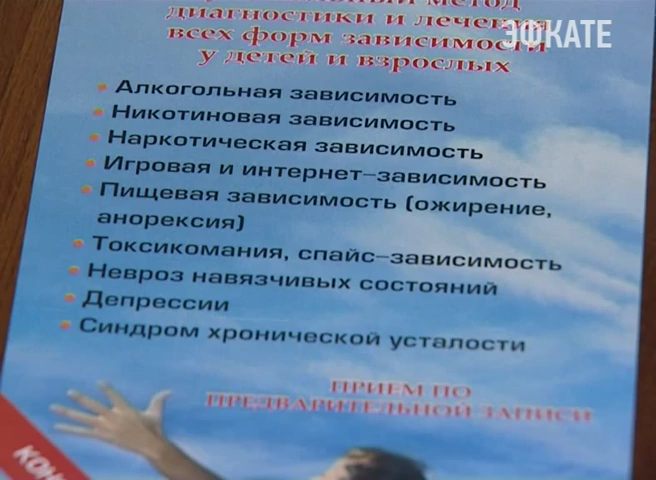 метод
диагностики и лечения
всех форм зависимости
у детей и взрослых
ЭФКАТЕ
• Алкогольная зависимость
• Никотиновая зависимость
• Наркотическая зависимость
• Игровая и интернет-зависимость
• Пищевая зависимость (ожирение,
анорексия)
• Токсикомания, спайс-зависимость
• Невроз навязчивых состояний
• Депрессии
• Синдром хронической усталости
ПРИЕМ ПО
ПРЕДВАРИТЕЛЬНОЙ ЗАПИСИ